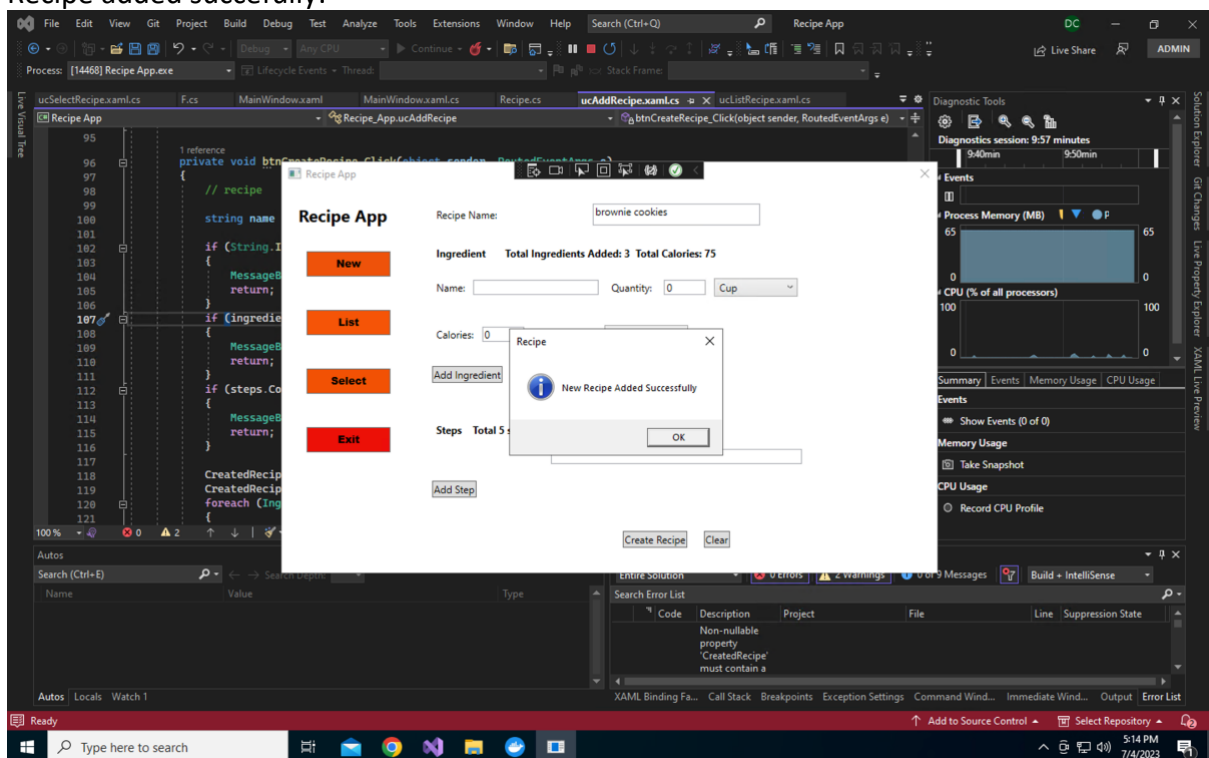 Recipe added succerfully.
File Edit View Git Project Build Debug Test Analyze Tools Extensions Window Help Search (Ctrl+Q) Recipe App DC
Debug Any CPU Continue Live Share ADMIN
Process: [14468] Recipe App.exe Lifecycle Events Thread: Stack Frame:
ucSelectRecipe.xaml.cs F.cs MainWindow.xaml MainWindow.xaml.cs Recipe.cs ucAddRecipe.xaml.cs ucListRecipe.xaml.cs
Recipe App Recipe_App.ucAddRecipe btnCreateRecipe_Click(object sender, RoutedEventArgs e)
Live Visual Tree
95
1 reference
96 private void btnCreateRecipe_Click(object sender, RoutedEventArgs e)
97 {
98 // recipe
99
100 string name
101
102 if (String.I
103 {
104 MessageB
105 return;
106 }
107 if (ingredie
108 {
109 MessageB
110 return;
111 }
112 if (steps.Co
113 {
114 MessageB
115 return;
116 }
117
118 CreatedRecip
119 CreatedRecip
120 foreach (Ing
121 {
100 % 0 2
Recipe App
Recipe App
New
List
Select
Exit
Recipe Name: brownie cookies
Ingredient Total Ingredients Added: 3 Total Calories: 75
Name: Quantity: 0 Cup
Calories: 0
Add Ingredient
Steps Total 5 s
Add Step
Create Recipe Clear
Recipe
New Recipe Added Successfully
OK
Diagnostic Tools
Diagnostics session: 9:57 minutes
9:40min 9:50min
Events
Process Memory (MB) P
65 65
0 0
CPU (% of all processors)
100 100
0 0
Summary Events Memory Usage CPU Usage
Events
Show Events (0 of 0)
Memory Usage
Take Snapshot
CPU Usage
Record CPU Profile
Solution Explorer Git Changes Live Property Explorer XAML Live Preview
Autos
Search (Ctrl+E) Search Depth:
Name Value Type
Autos Locals Watch 1
Entire Solution 0 Errors 2 Warnings 0 of 9 Messages Build + IntelliSense
Search Error List
Code Description Project File Line Suppression State
Non-nullable
property
'CreatedRecipe'
must contain a
XAML Binding Fa... Call Stack Breakpoints Exception Settings Command Wind... Immediate Wind... Output Error List
Ready Add to Source Control Select Repository 2
Type here to search 5:14 PM
7/4/2023 1